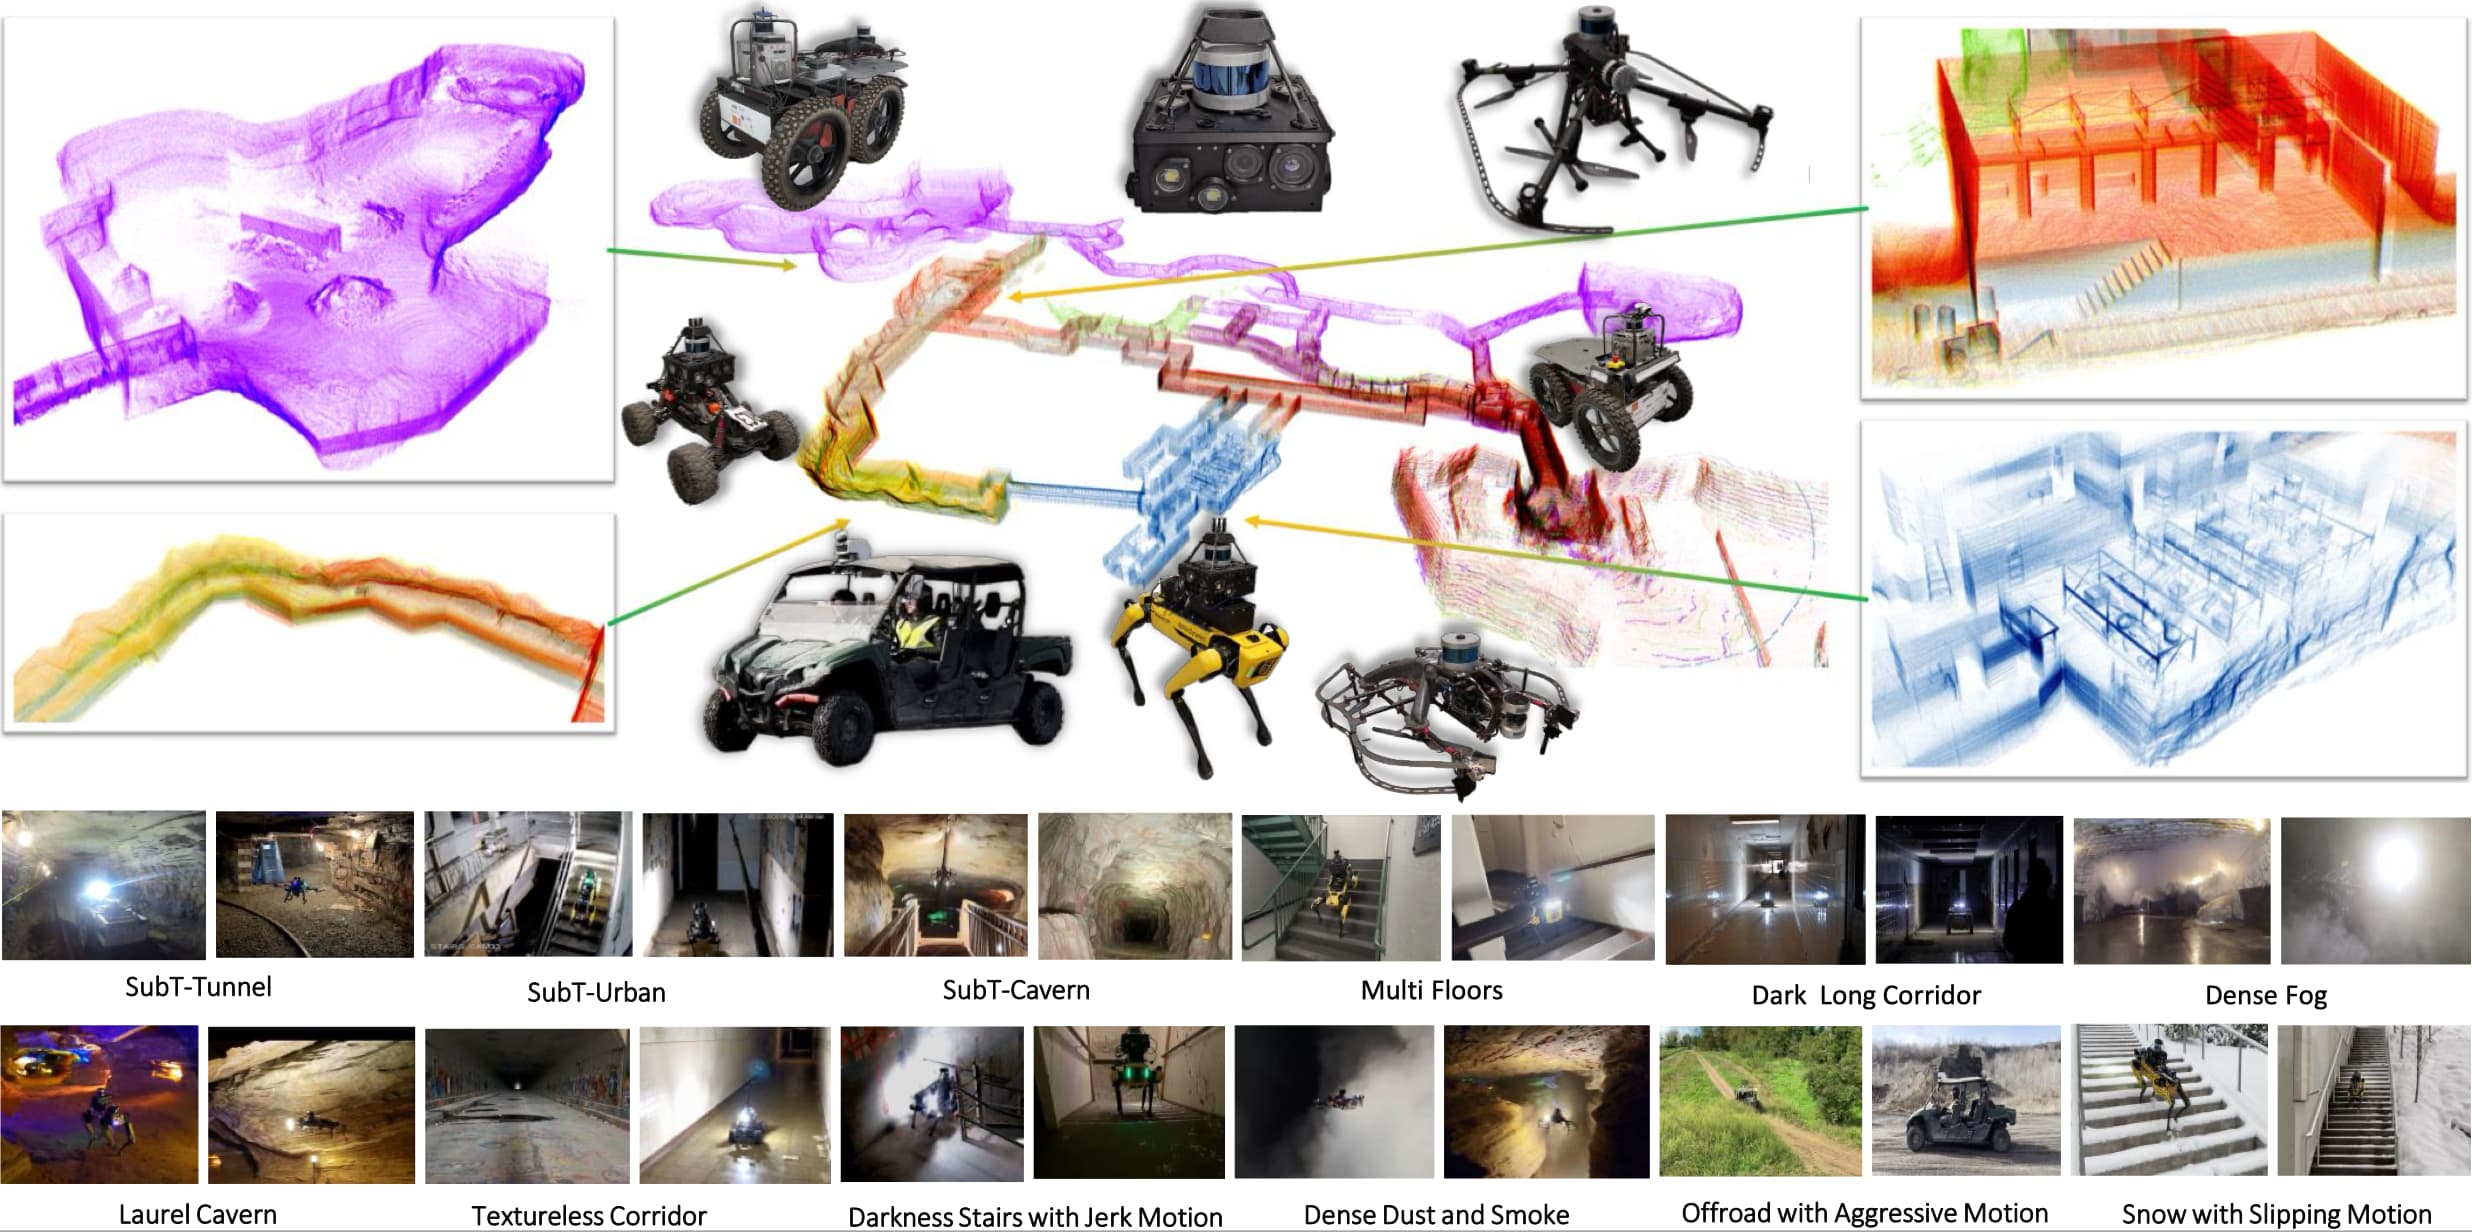 SubT-Tunnel
SubT-Urban
SubT-Cavern
Multi Floors
Dark Long Corridor
Dense Fog
Laurel Cavern
Textureless Corridor
Darkness Stairs with Jerk Motion
Dense Dust and Smoke
Offroad with Aggressive Motion
Snow with Slipping Motion